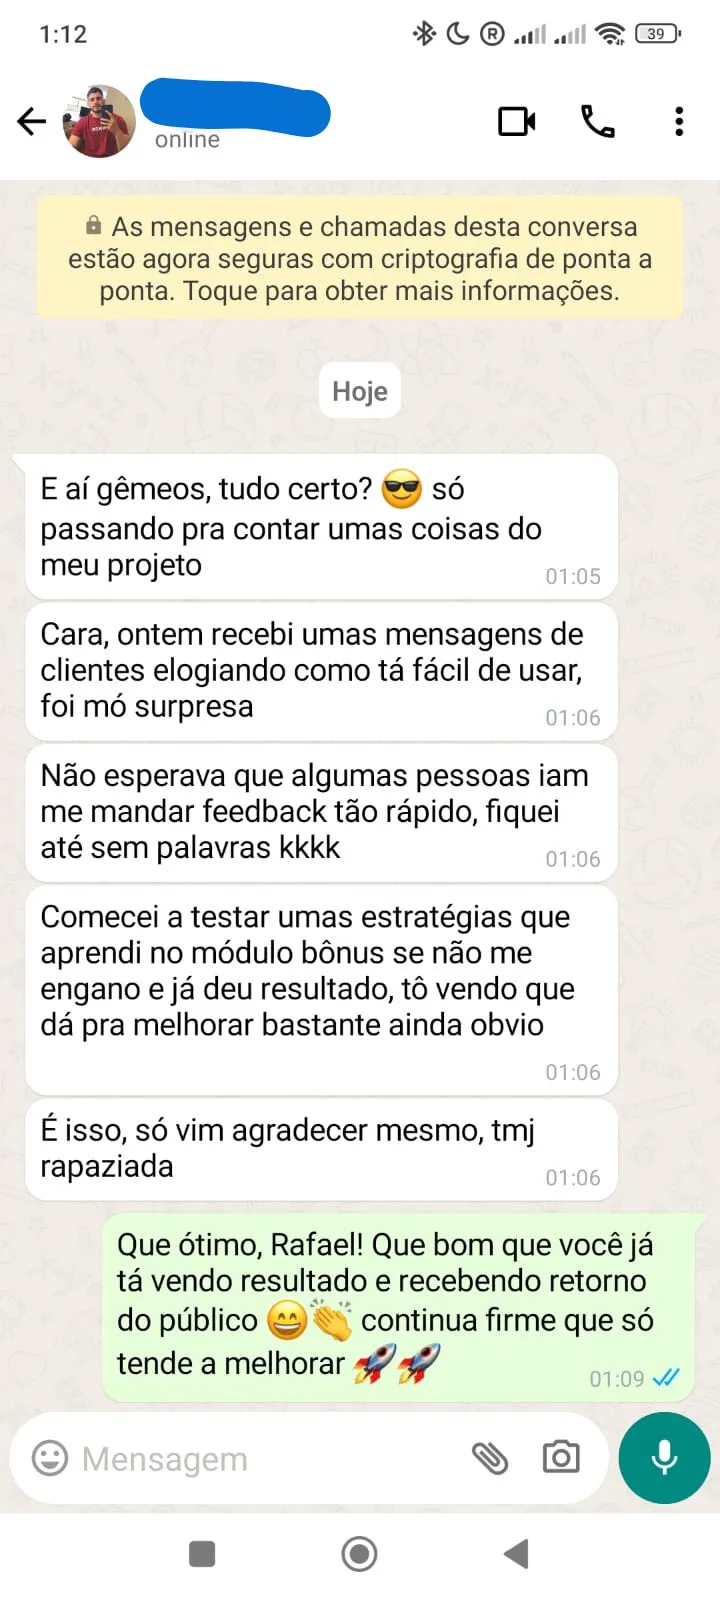 1:12
R
39
online
As mensagens e chamadas desta conversa
estão agora seguras com criptografia de ponta a
ponta. Toque para obter mais informações.
Hoje
E aí gêmeos, tudo certo? 😎 só
passando pra contar umas coisas do
meu projeto
01:05
Cara, ontem recebi umas mensagens de
clientes elogiando como tá fácil de usar,
foi mó surpresa
01:06
Não esperava que algumas pessoas iam
me mandar feedback tão rápido, fiquei
até sem palavras kkkk
01:06
Comecei a testar umas estratégias que
aprendi no módulo bônus se não me
engano e já deu resultado, tô vendo que
dá pra melhorar bastante ainda obvio
01:06
É isso, só vim agradecer mesmo, tmj
rapaziada
01:06
Que ótimo, Rafael! Que bom que você já
tá vendo resultado e recebendo retorno
do público 😄👏 continua firme que só
tende a melhorar 🚀🚀
01:09
Mensagem